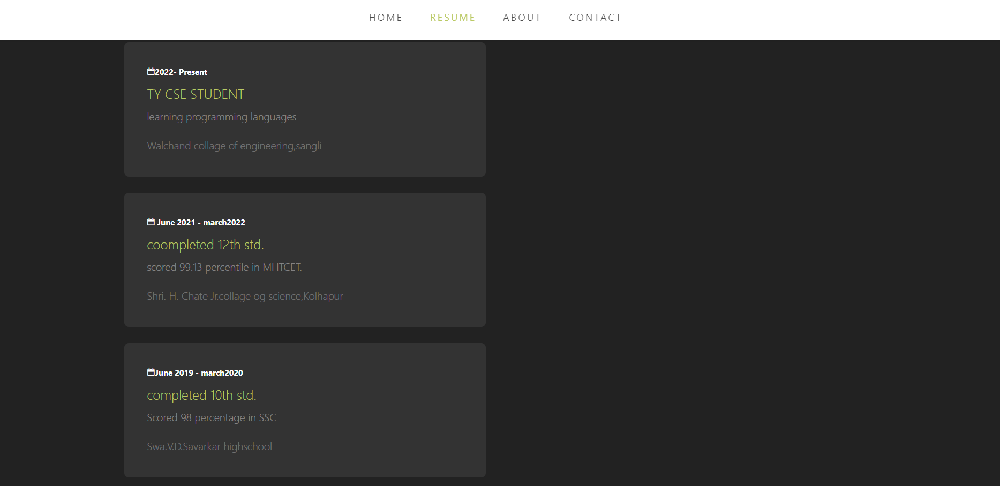 HOME RESUME ABOUT CONTACT
2022- Present
TY CSE STUDENT
learning programming languages
Walchand collage of engineering,sangli
June 2021 - march2022
coompleted 12th std.
scored 99.13 percentile in MHTCET.
Shri. H. Chate Jr.collage og science,Kolhapur
June 2019 - march2020
completed 10th std.
Scored 98 percentage in SSC
Swa.V.D.Savarkar highschool